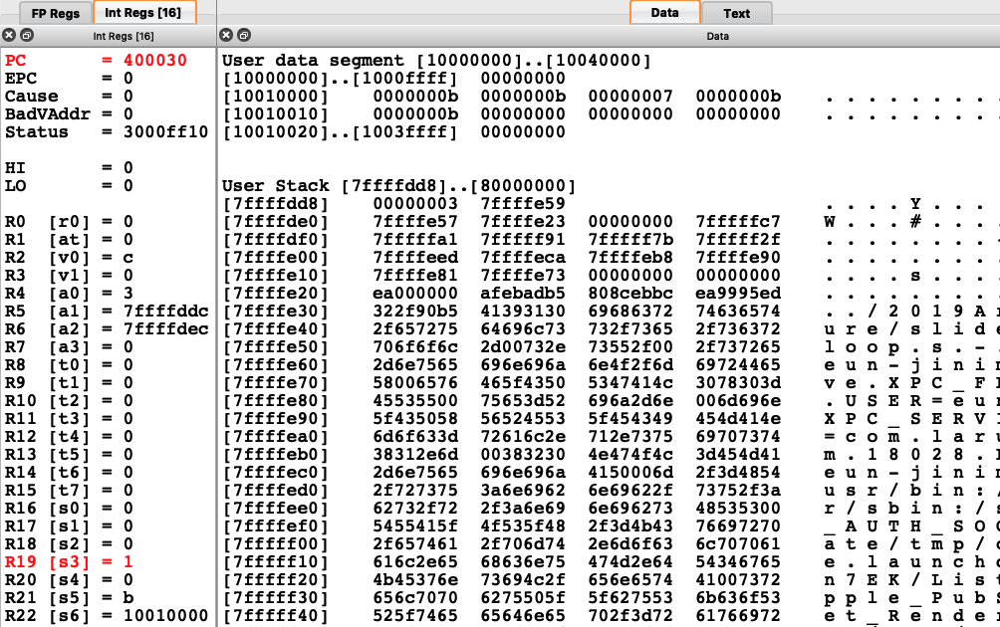 FP Regs Int Regs [16] Data Text
Int Regs [16] Data
PC = 400030
EPC = 0
Cause = 0
BadVAddr = 0
Status = 3000ff10
HI = 0
LO = 0
R0 [r0] = 0
R1 [at] = 0
R2 [v0] = c
R3 [v1] = 0
R4 [a0] = 3
R5 [a1] = 7ffffddc
R6 [a2] = 7ffffdec
R7 [a3] = 0
R8 [t0] = 0
R9 [t1] = 0
R10 [t2] = 0
R11 [t3] = 0
R12 [t4] = 0
R13 [t5] = 0
R14 [t6] = 0
R15 [t7] = 0
R16 [s0] = 0
R17 [s1] = 0
R18 [s2] = 0
R19 [s3] = 1
R20 [s4] = 0
R21 [s5] = b
R22 [s6] = 10010000
User data segment [10000000]..[10040000]
[10000000]..[1000ffff] 00000000
[10010000] 0000000b 0000000b 00000007 0000000b . . . . . . . . .
[10010010] 0000000b 00000000 00000000 00000000 . . . . . . . . .
[10010020]..[1003ffff] 00000000
User Stack [7ffffdd8]..[80000000]
[7ffffdd8] 00000003 7ffffe59 . . . . Y . . .
[7ffffde0] 7ffffe57 7ffffe23 00000000 7fffffc7 W . . . # . . . .
[7ffffdf0] 7fffffa1 7fffff91 7fffff7b 7fffff2f . . . . . . . . .
[7ffffe00] 7ffffeed 7ffffeca 7ffffeb8 7ffffe90 . . . . . . . . .
[7ffffe10] 7ffffe81 7ffffe73 00000000 00000000 . . . . s . . . .
[7ffffe20] ea000000 afebadb5 808cebbc ea9995ed . . . . . . . . .
[7ffffe30] 322f90b5 41393130 69686372 74636574 . . / 2 0 1 9 A r
[7ffffe40] 2f657275 64696c73 732f7365 2f736372 u r e / s l i d e
[7ffffe50] 706f6f6c 2d00732e 73552f00 2f737265 l o o p . s . - .
[7ffffe60] 2d6e7565 696e696a 6e4f2f6d 69724465 e u n - j i n i m
[7ffffe70] 58006576 465f4350 5347414c 3078303d v e . X P C _ F L
[7ffffe80] 45535500 75653d52 696a2d6e 006d696e . U S E R = e u n
[7ffffe90] 5f435058 56524553 5f454349 454d414e X P C _ S E R V I
[7ffffea0] 6d6f633d 72616c2e 712e7375 69707374 = c o m . l a r u
[7ffffeb0] 38312e6d 00383230 4e474f4c 3d454d41 m . 1 8 0 2 8 . L
[7ffffec0] 2d6e7565 696e696a 4150006d 2f3d4854 e u n - j i n i m
[7ffffed0] 2f727375 3a6e6962 6e69622f 73752f3a u s r / b i n : /
[7ffffee0] 62732f72 2f3a6e69 6e696273 48535300 r / s b i n : / s
[7ffffef0] 5455415f 4f535f48 2f3d4b43 76697270 _ A U T H _ S O C
[7fffff00] 2f657461 2f706d74 2e6d6f63 6c707061 a t e / t m p / c
[7fffff10] 616c2e65 68636e75 474d2e64 54346765 e . l a u n c h d
[7fffff20] 4b45376e 73694c2f 656e6574 41007372 n 7 E K / L i s t
[7fffff30] 656c7070 6275505f 5f627553 6b636f53 p p l e _ P u b S
[7fffff40] 525f7465 65646e65 702f3d72 61766972 e t _ R e n d e r